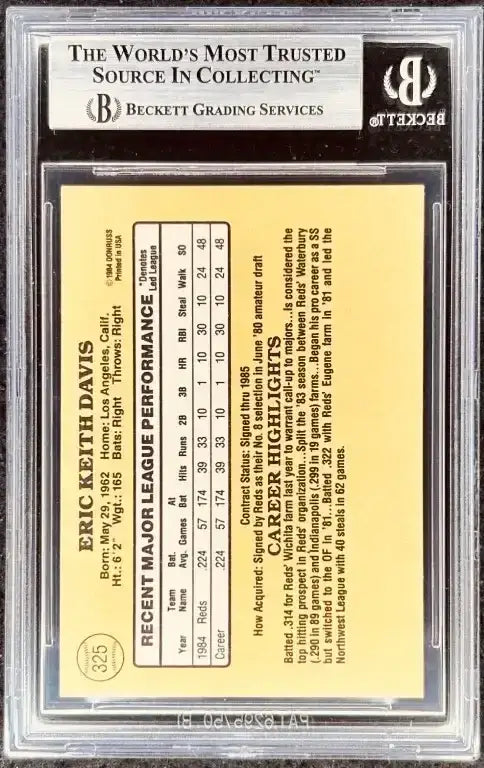 THE WORLD'S MOST TRUSTED
SOURCE IN COLLECTING™
BECKETT GRADING SERVICES
B
BECKETT®
325
ERIC KEITH DAVIS
Born: May 29, 1962 Home: Los Angeles, Calif.
Ht.: 6'2" Wgt.: 165 Bats: Right Throws: Right
© 1984 DONRUSS
Printed in USA
RECENT MAJOR LEAGUE PERFORMANCE
*Denotes
Led League
Year Team Name Bat. Avg. Games At Bat Hits Runs 2B 3B HR RBI Steal Walk SO
1984 Reds .224 57 174 39 33 10 1 10 30 10 24 48
Career .224 57 174 39 33 10 1 10 30 10 24 48
Contract Status: Signed thru 1985
How Acquired: Signed by Reds as their No. 8 selection in June '80 amateur draft
CAREER HIGHLIGHTS
Batted .314 for Reds' Wichita farm last year to warrant call-up to majors...Is considered the
top hitting prospect in Reds' organization...Split the '83 season between Reds' Waterbury
(.290 in 89 games) and Indianapolis (.299 in 19 games) farms...Began his pro career as a SS
but switched to the OF in '81...Batted .322 with Reds' Eugene farm in '81 and led the
Northwest League with 40 steals in 62 games.